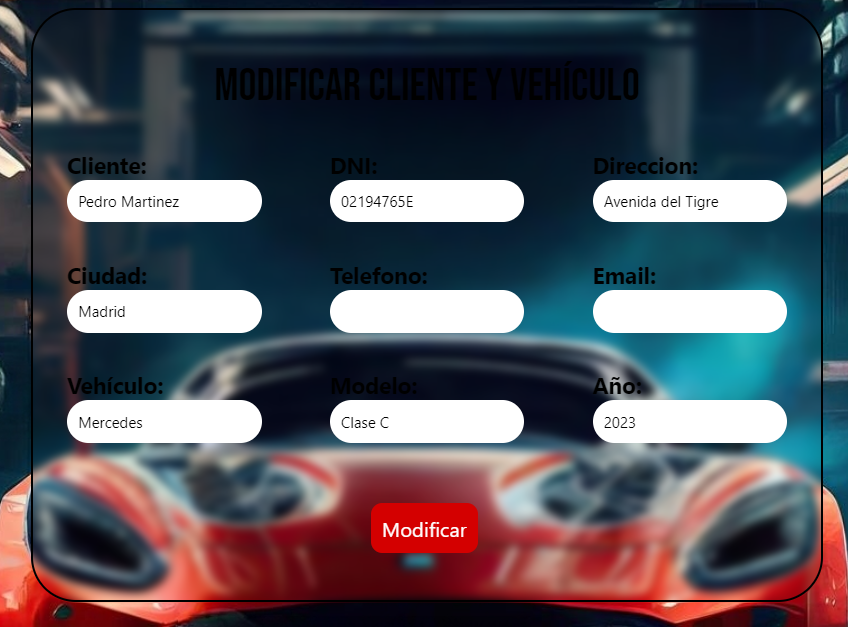 MODIFICAR CLIENTE Y VEHÍCULO
Cliente: DNI: Direccion:
Pedro Martinez 02194765E Avenida del Tigre
Ciudad: Telefono: Email:
Madrid
Vehículo: Modelo: Año:
Mercedes Clase C 2023
Modificar